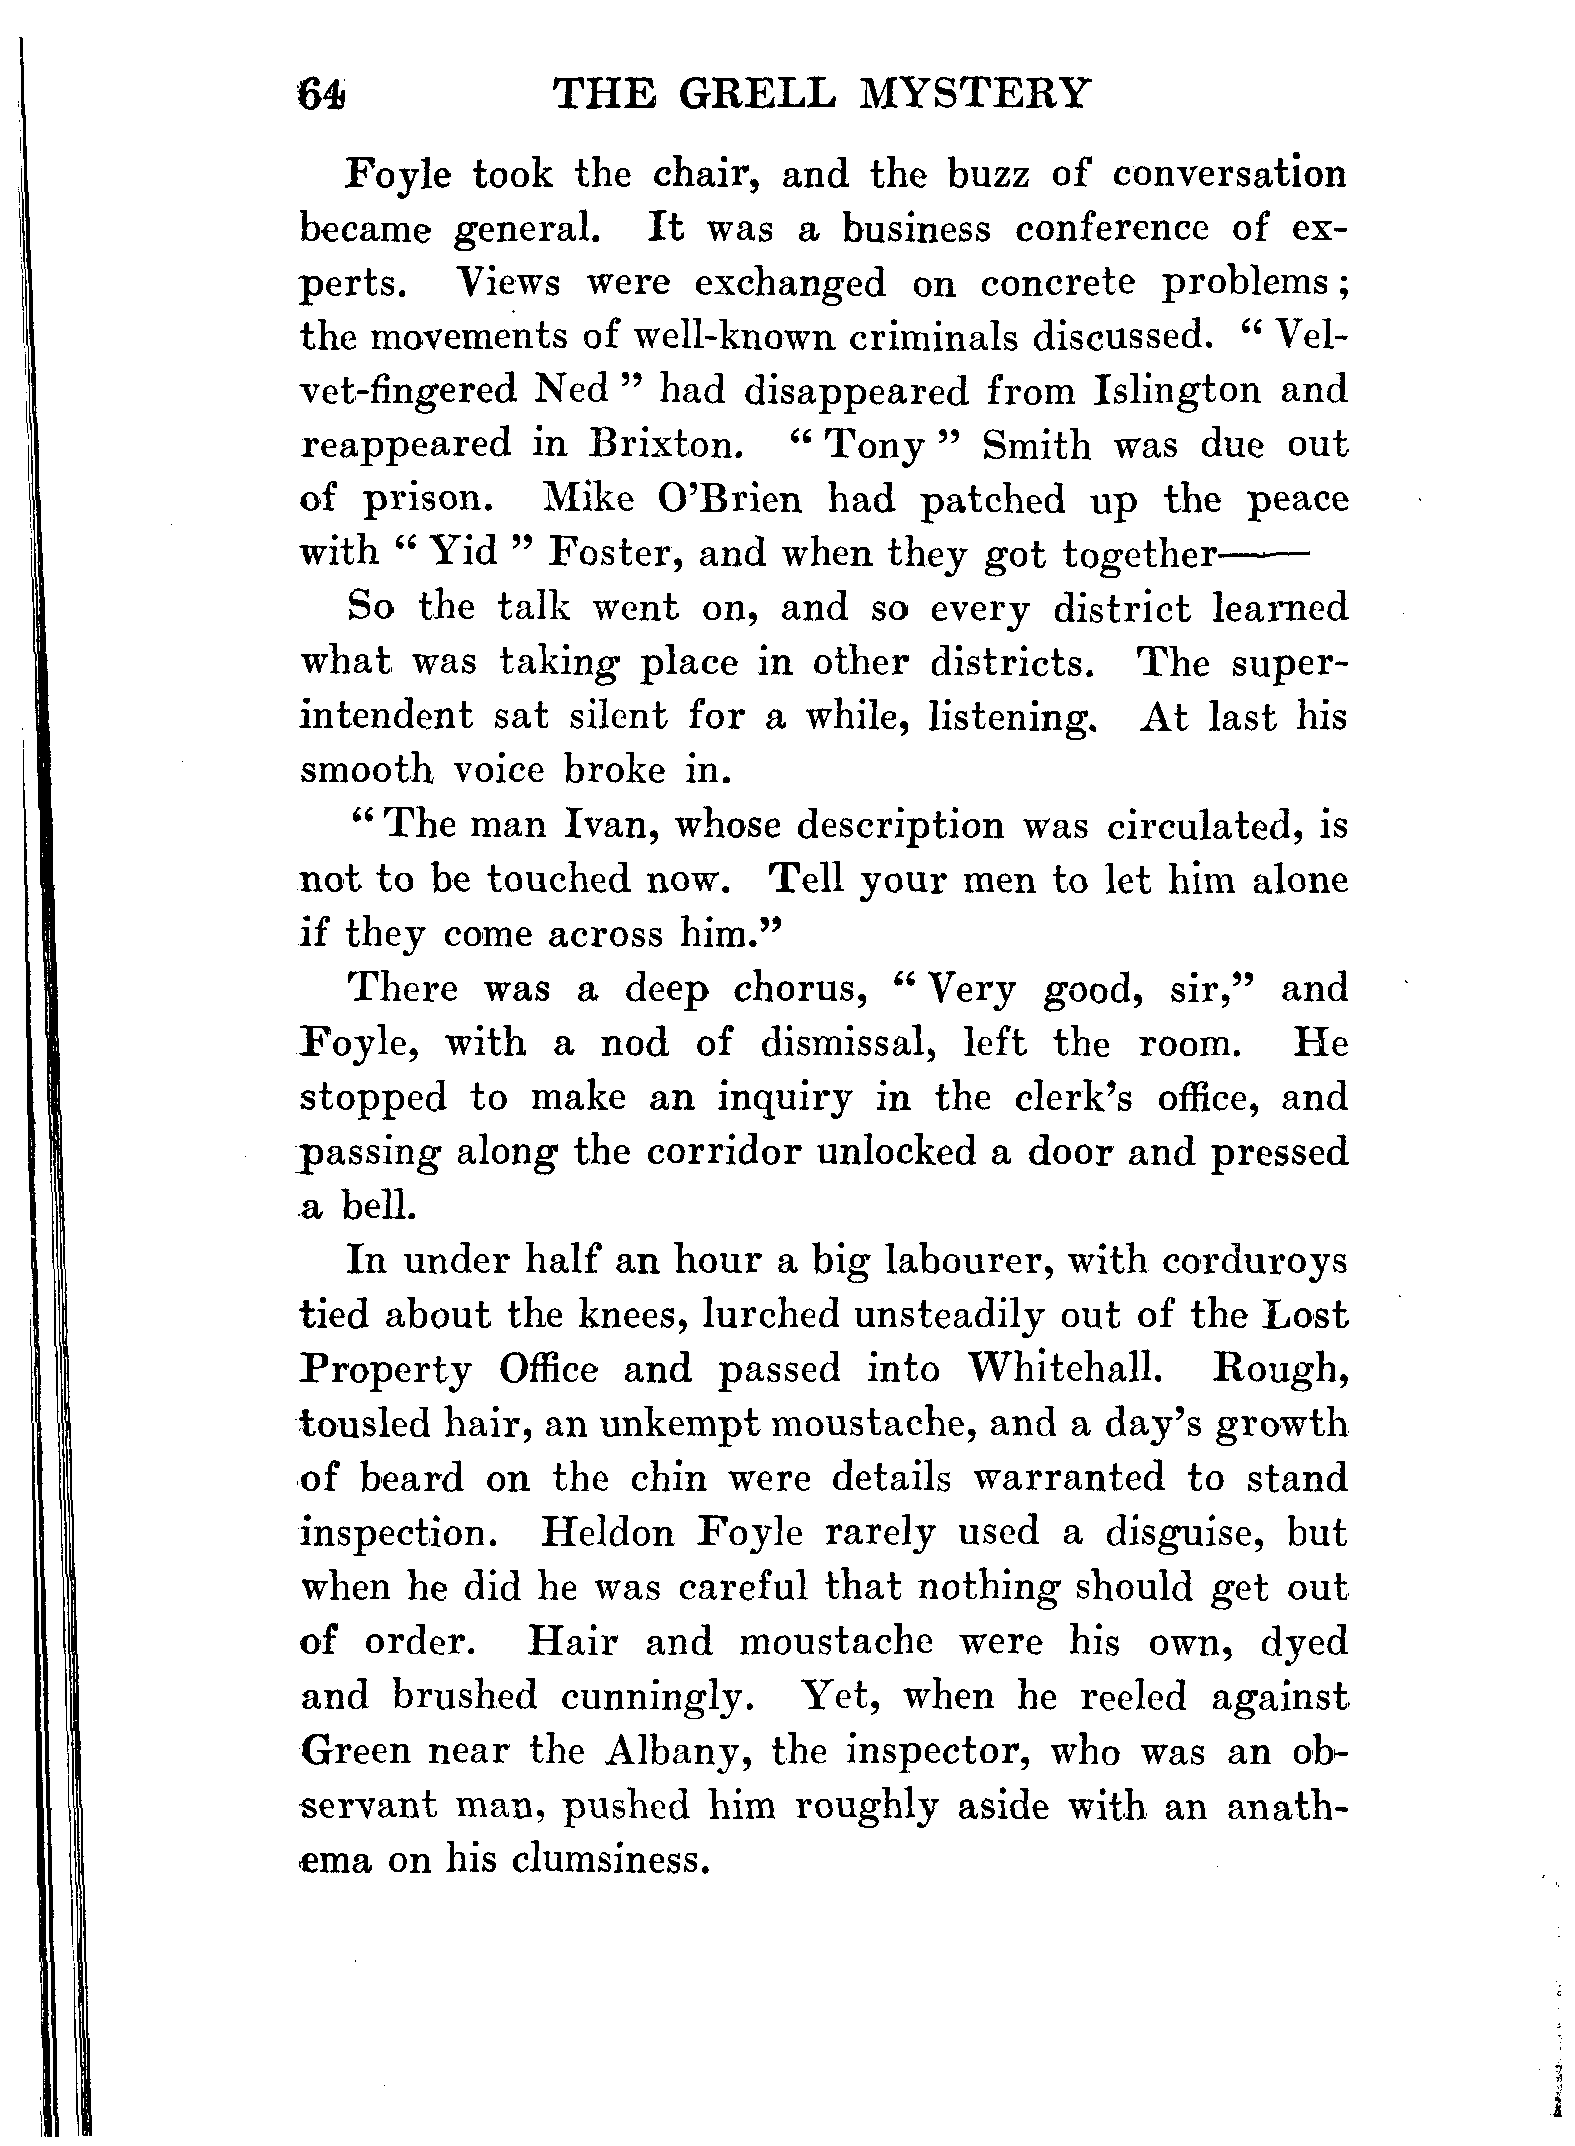 64 THE GRELL MYSTERY
Foyle took the chair, and the buzz of conversation
became general. It was a business conference of ex-
perts. Views were exchanged on concrete problems;
the movements of well-known criminals discussed. "Vel-
vet-fingered Ned" had disappeared from Islington and
reappeared in Brixton. "Tony" Smith was due out
of prison. Mike O'Brien had patched up the peace
with "Yid" Foster, and when they got together——
So the talk went on, and so every district learned
what was taking place in other districts. The super-
intendent sat silent for a while, listening. At last his
smooth voice broke in.
"The man Ivan, whose description was circulated, is
not to be touched now. Tell your men to let him alone
if they come across him."
There was a deep chorus, "Very good, sir," and
Foyle, with a nod of dismissal, left the room. He
stopped to make an inquiry in the clerk's office, and
passing along the corridor unlocked a door and pressed
a bell.
In under half an hour a big labourer, with corduroys
tied about the knees, lurched unsteadily out of the Lost
Property Office and passed into Whitehall. Rough,
tousled hair, an unkempt moustache, and a day's growth
of beard on the chin were details warranted to stand
inspection. Heldon Foyle rarely used a disguise, but
when he did he was careful that nothing should get out
of order. Hair and moustache were his own, dyed
and brushed cunningly. Yet, when he reeled against
Green near the Albany, the inspector, who was an ob-
servant man, pushed him roughly aside with an anath-
ema on his clumsiness.